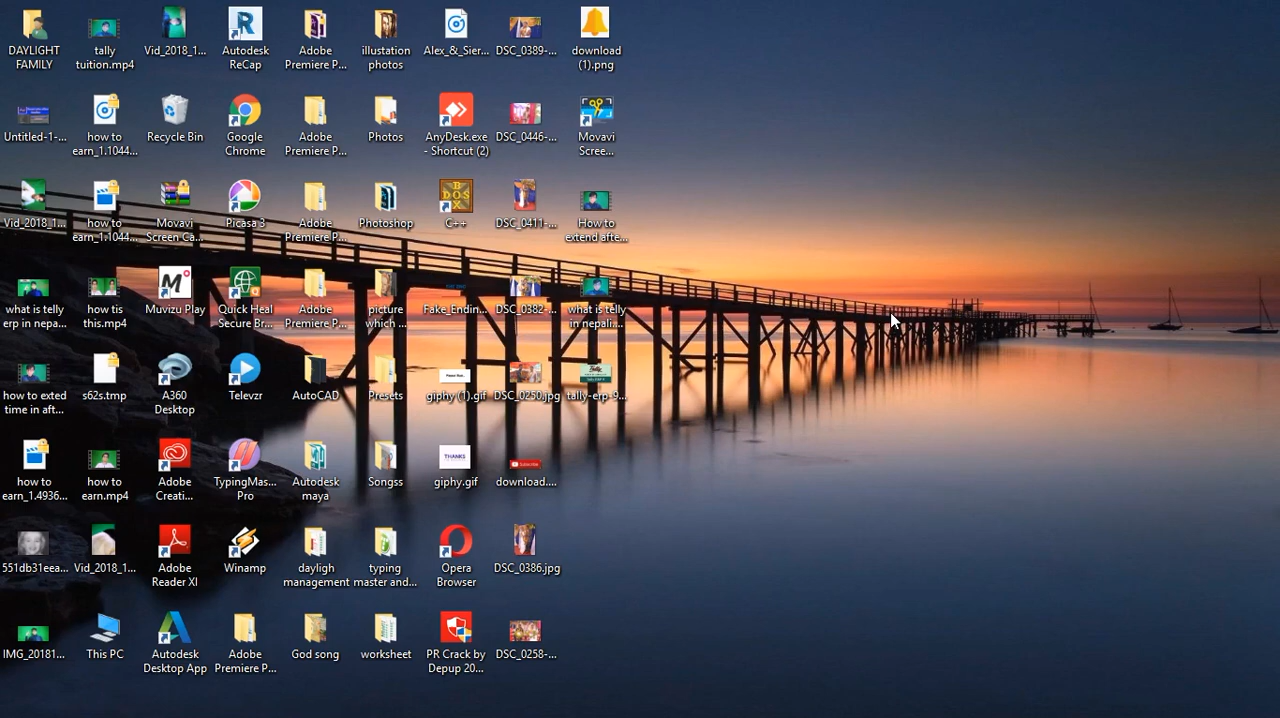 DAYLIGHT
FAMILY
tally
tuition.mp4
Vid_2018_1...
Autodesk
ReCap
Adobe
Premiere P...
illustation
photos
Alex_&_Sier...
DSC_0389-...
download
(1).png
Untitled-1-...
how to
earn_1.1044...
Recycle Bin
Google
Chrome
Adobe
Premiere P...
Photos
AnyDesk.exe
- Shortcut (2)
DSC_0446-...
Movavi
Scree...
Vid_2018_1...
how to
earn_1.1044...
Movavi
Screen Ca...
Picasa 3
Adobe
Premiere P...
Photoshop
C++
DSC_0411-...
How to
extend afte...
what is telly
erp in nepa...
how tis
this.mp4
Muvizu Play
Quick Heal
Secure Br...
Adobe
Premiere P...
picture
which ...
Fake_Endin...
DSC_0382-...
what is telly
in nepali....
how to exted
time in aft...
s62s.tmp
A360
Desktop
Televzr
AutoCAD
Presets
giphy (1).gif
DSC_0250.jpg
tally-erp-9...
how to
earn_1.4936...
how to
earn.mp4
Adobe
Creati...
TypingMas...
Pro
Autodesk
maya
Songss
THANKS
giphy.gif
Subscribe
download....
551db31eea...
Vid_2018_1...
Adobe
Reader XI
Winamp
dayligh
management
typing
master and...
Opera
Browser
DSC_0386.jpg
IMG_20181...
This PC
Autodesk
Desktop App
Adobe
Premiere P...
God song
worksheet
PR Crack by
Depup 20...
DSC_0258-...